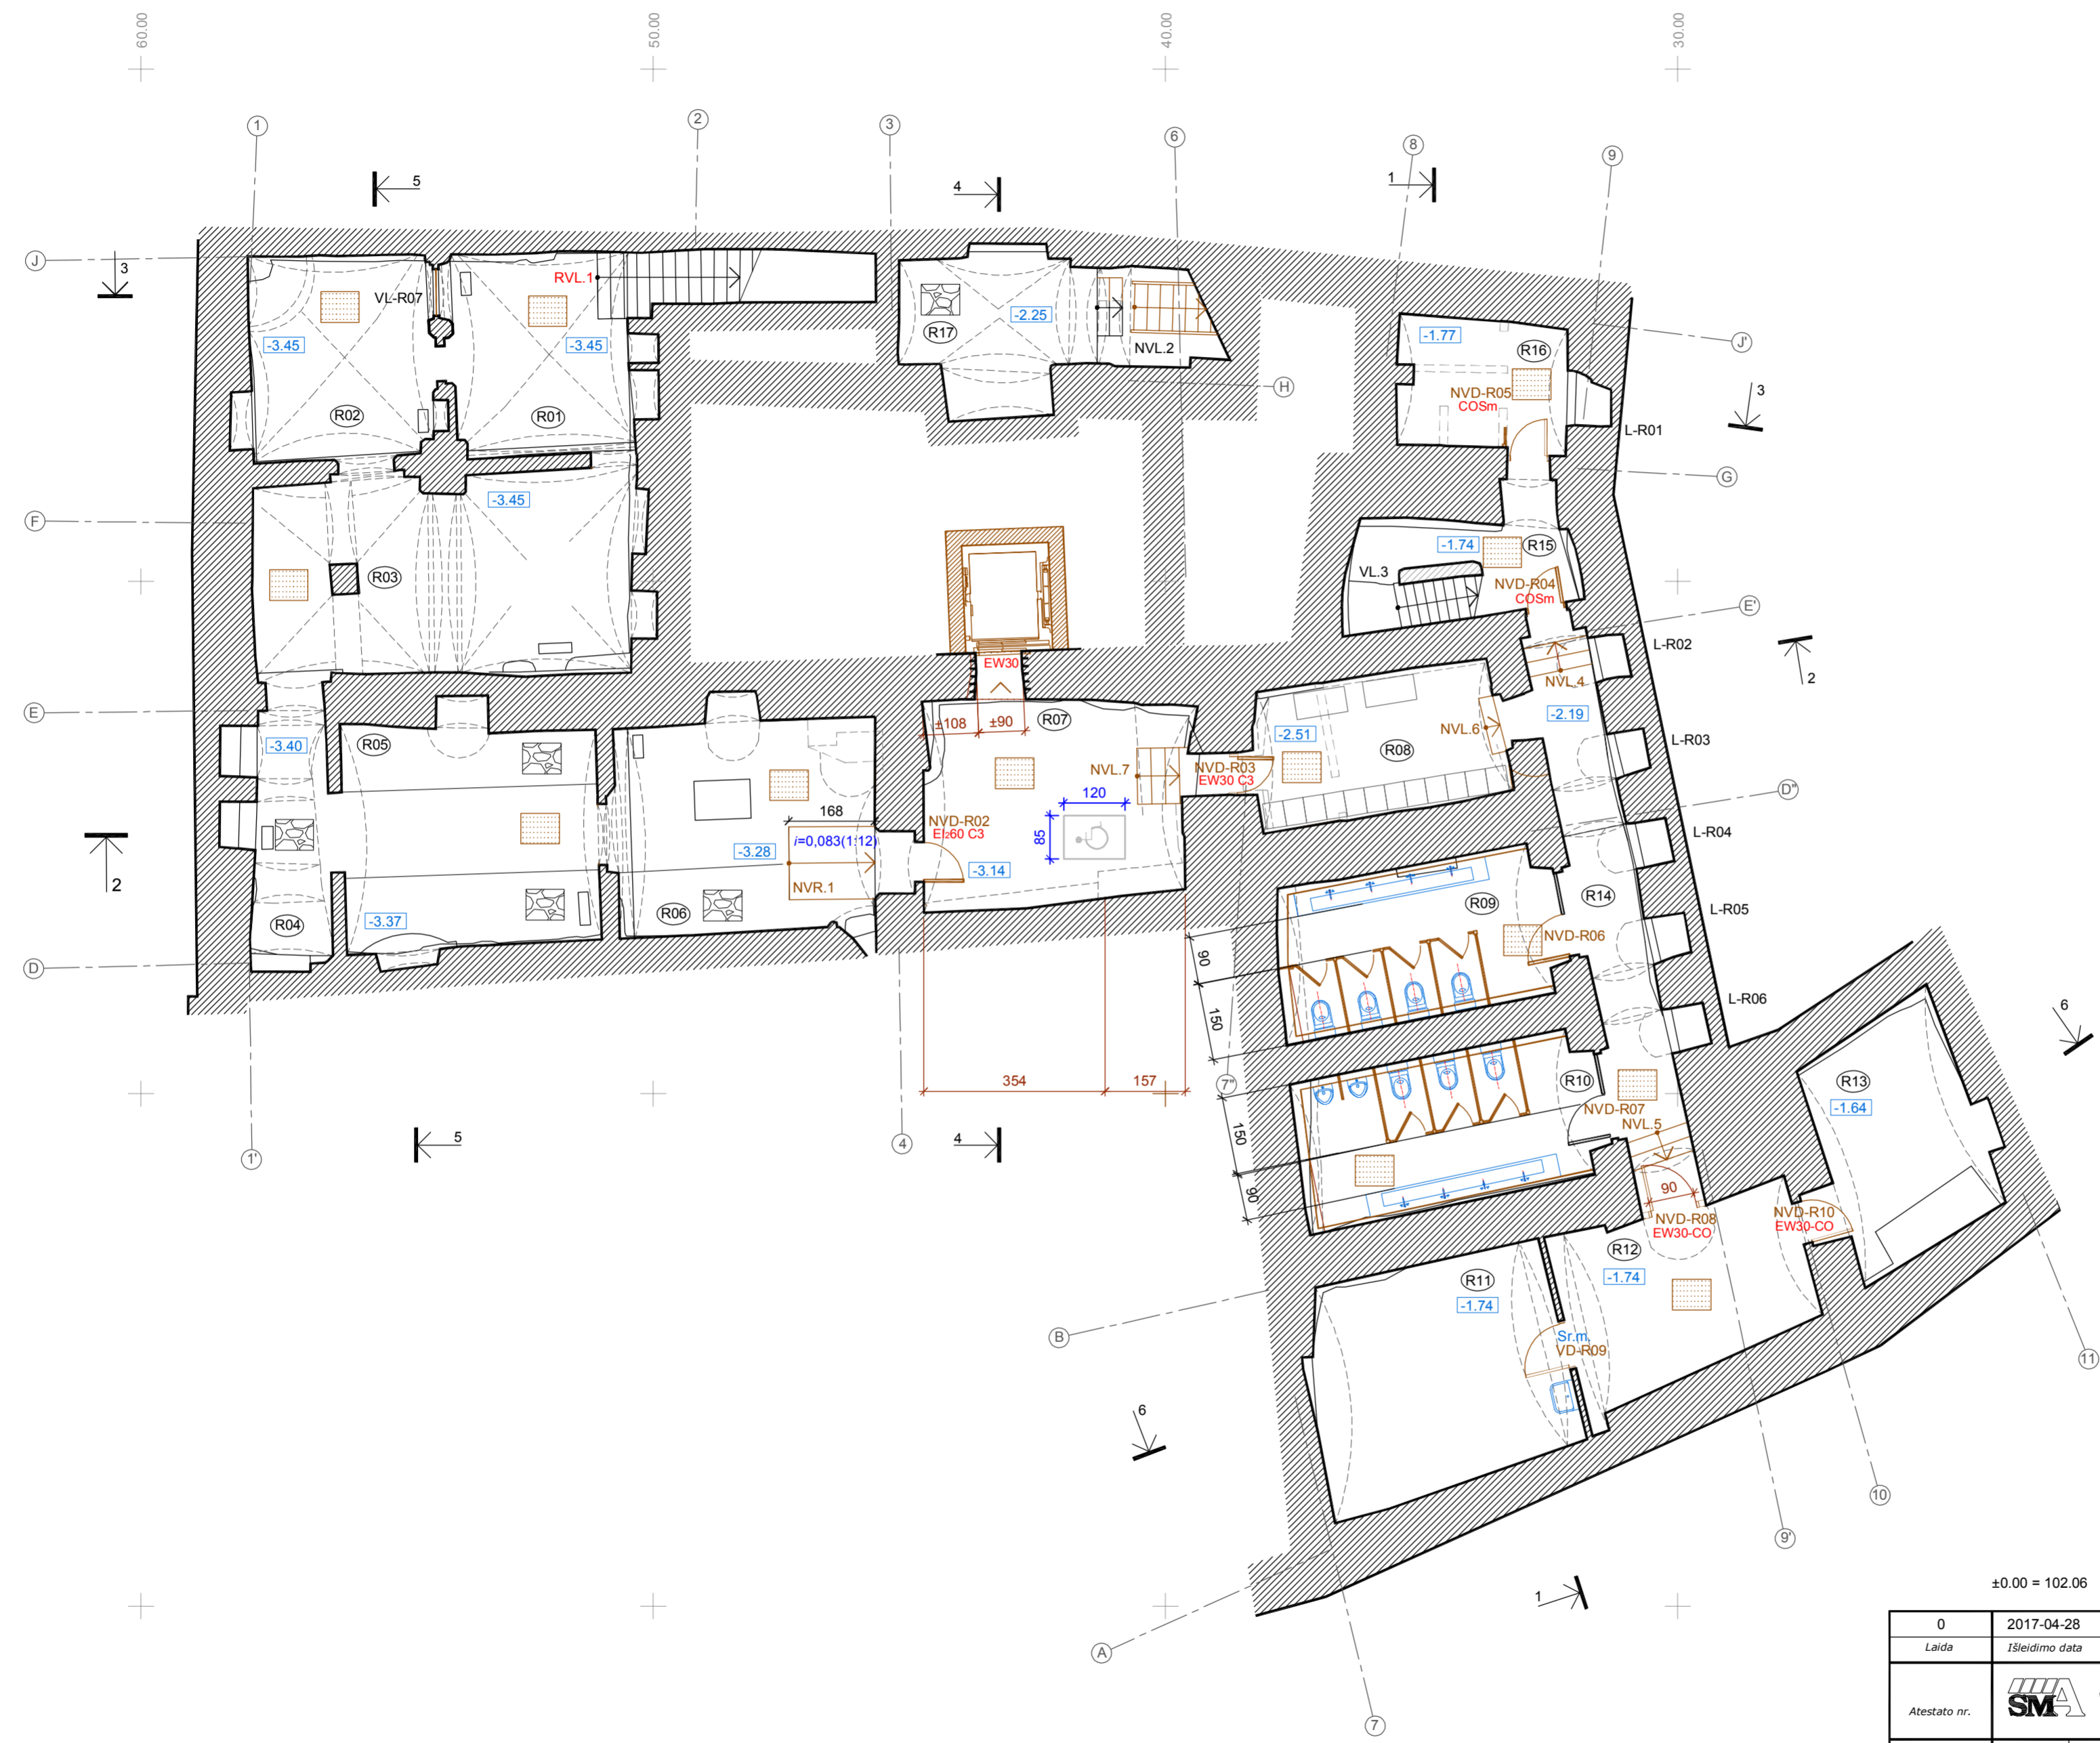 60.00
50.00
40.00
30.00
1
2
3
6
8
9
5
4
1
J
3
RVL.1
VL-R07
-3.45
-3.45
R02
R01
R17
-2.25
NVL.2
H
-1.77
R16
NVD-R05
COSm
J'
3
L-R01
G
F
-3.45
R03
-1.74
R15
VL.3
NVD-R04
COSm
E'
L-R02
2
EW30
NVL.4
-2.19
E
-3.40
R05
±108
±90
R07
-2.51
R08
NVL.6
L-R03
NVL.7
NVD-R03
EW30 C3
D"
168
120
85
NVD-R02
EI₂60 C3
i=0,083(1:12)
-3.28
NVR.1
-3.14
2
L-R04
R04
-3.37
R06
R09
R14
NVD-R06
L-R05
D
90
150
L-R06
6
354
157
7"
R10
NVD-R07
NVL.5
R13
-1.64
5
4
4
1'
150
90
90
NVD-R08
EW30-CO
NVD-R10
EW30-CO
R12
-1.74
R11
-1.74
Sr.m.
VD-R09
B
11
6
10
9'
1
A
7
±0.00 = 102.06
0
2017-04-28
Laida
Išleidimo data
Atestato nr.
SMA